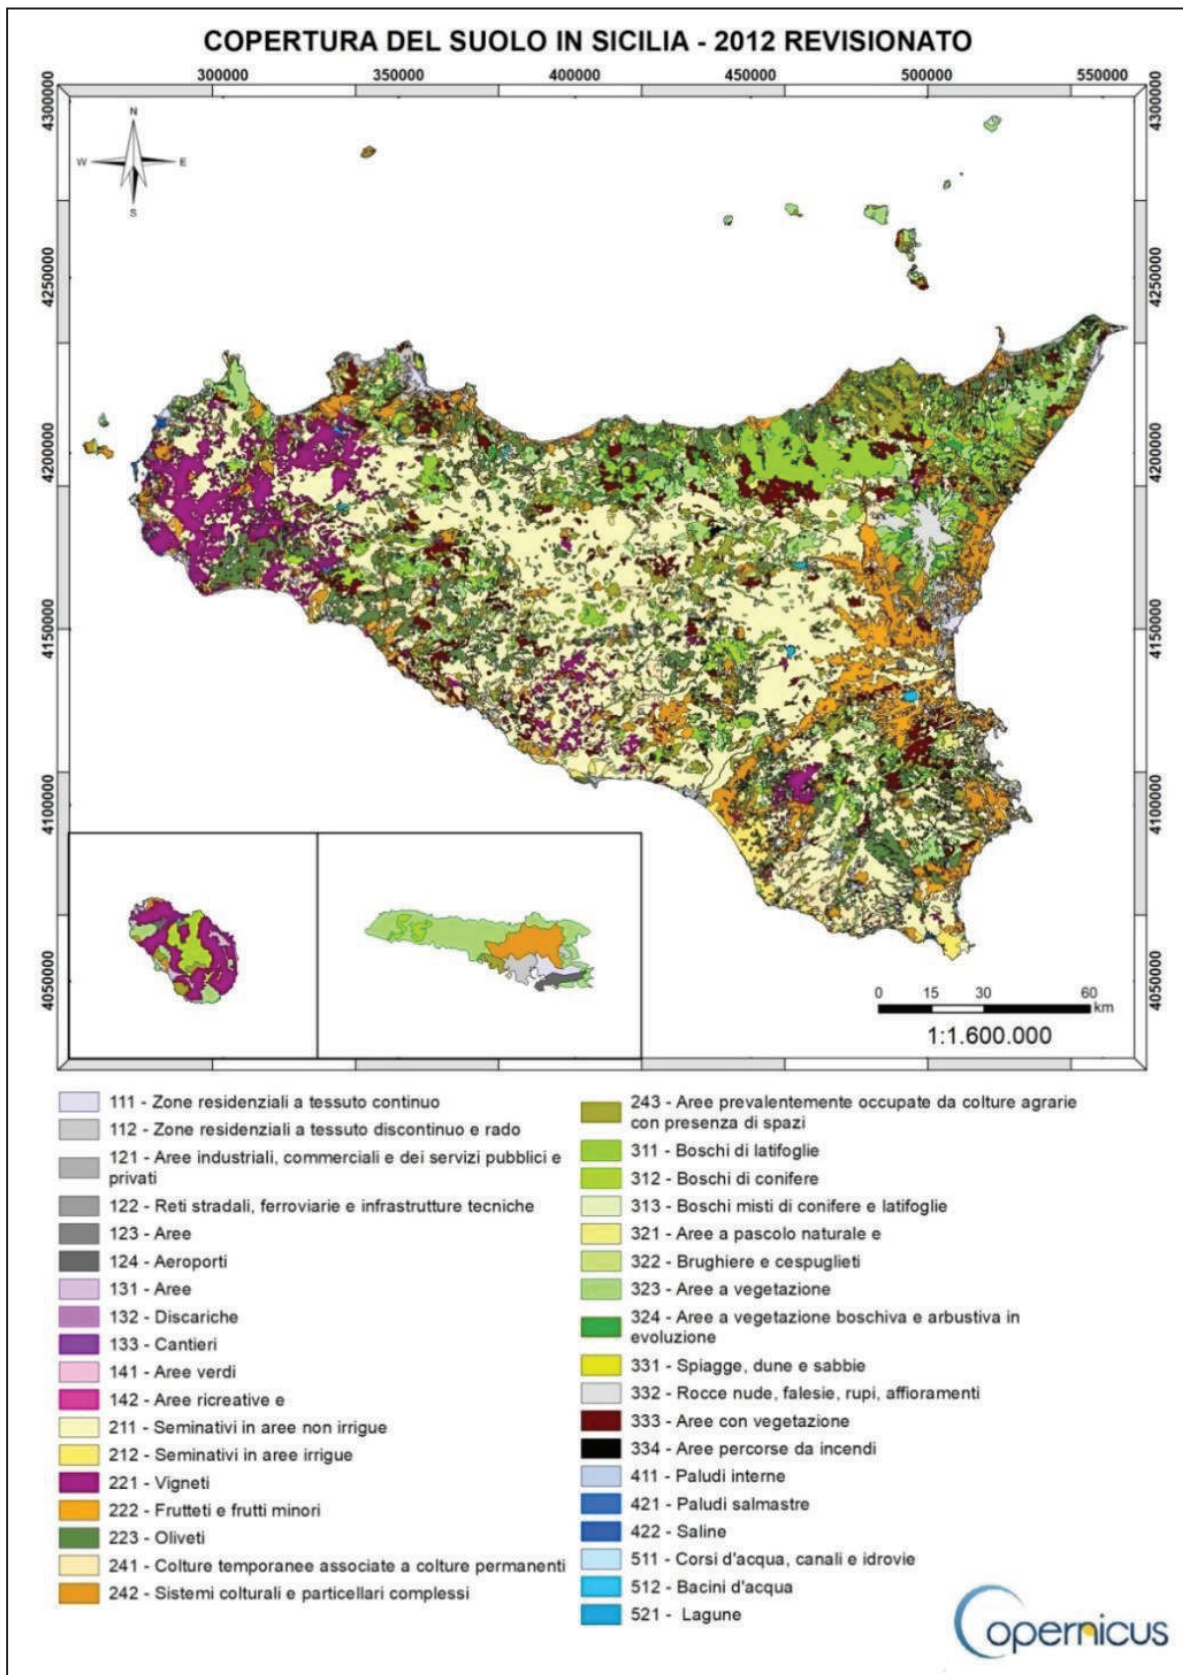 COPERTURA DEL SUOLO IN SICILIA - 2012 REVISIONATO
300000 350000 400000 450000 500000 550000
4300000 4300000
N
W E
S
4250000 4250000
4200000 4200000
4150000 4150000
4100000 4100000
4050000 4050000
0 15 30 60
km
1:1.600.000
111 - Zone residenziali a tessuto continuo
112 - Zone residenziali a tessuto discontinuo e rado
121 - Aree industriali, commerciali e dei servizi pubblici e
privati
122 - Reti stradali, ferroviarie e infrastrutture tecniche
123 - Aree
124 - Aeroporti
131 - Aree
132 - Discariche
133 - Cantieri
141 - Aree verdi
142 - Aree ricreative e
211 - Seminativi in aree non irrigue
212 - Seminativi in aree irrigue
221 - Vigneti
222 - Frutteti e frutti minori
223 - Oliveti
241 - Colture temporanee associate a colture permanenti
242 - Sistemi colturali e particellari complessi
243 - Aree prevalentemente occupate da colture agrarie
con presenza di spazi
311 - Boschi di latifoglie
312 - Boschi di conifere
313 - Boschi misti di conifere e latifoglie
321 - Aree a pascolo naturale e
322 - Brughiere e cespuglieti
323 - Aree a vegetazione
324 - Aree a vegetazione boschiva e arbustiva in
evoluzione
331 - Spiagge, dune e sabbie
332 - Rocce nude, falesie, rupi, affioramenti
333 - Aree con vegetazione
334 - Aree percorse da incendi
411 - Paludi interne
421 - Paludi salmastre
422 - Saline
511 - Corsi d'acqua, canali e idrovie
512 - Bacini d'acqua
521 - Lagune
Copernicus